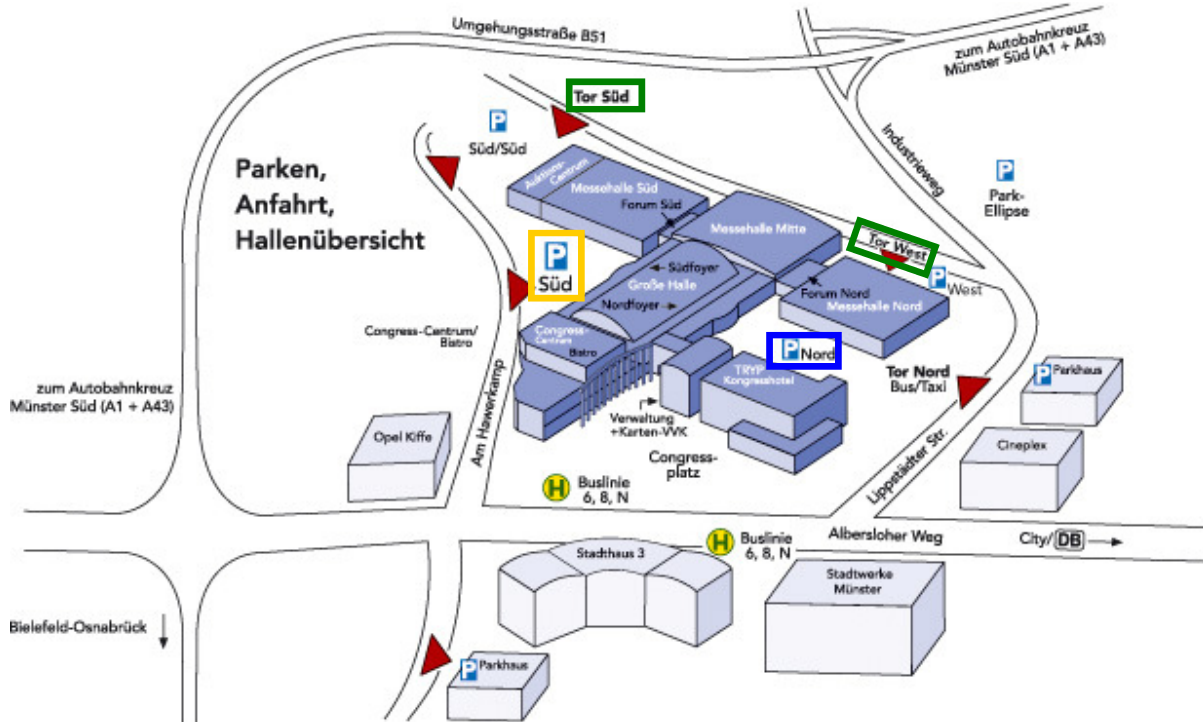 Umgehungsstraße B51
zum Autobahnkreuz
Münster Süd (A1 + A43)
Tor Süd
P
Süd/Süd
Industrieweg
Parken,
Anfahrt,
Hallenübersicht
Auktions-
Centrum
Messehalle Süd
Forum Süd
Messehalle Mitte
P
Park-
Ellipse
Tor West
P
Süd
Südfoyer
Große Halle
Nordfoyer
Forum Nord
Messehalle Nord
P West
Congress-Centrum/
Bistro
Congress-
Centrum
Bistro
P Nord
TRYP
Kongresshotel
Tor Nord
Bus/Taxi
P Parkhaus
zum Autobahnkreuz
Münster Süd (A1 + A43)
Am Hawerkamp
Opel Kiffe
Verwaltung
+Karten-VVK
Congress-
platz
Lippstädter Str.
Cineplex
H Buslinie
6, 8, N
H Buslinie
6, 8, N
Albersloher Weg
City/DB
Stadthaus 3
Stadtwerke
Münster
Bielefeld-Osnabrück
P Parkhaus